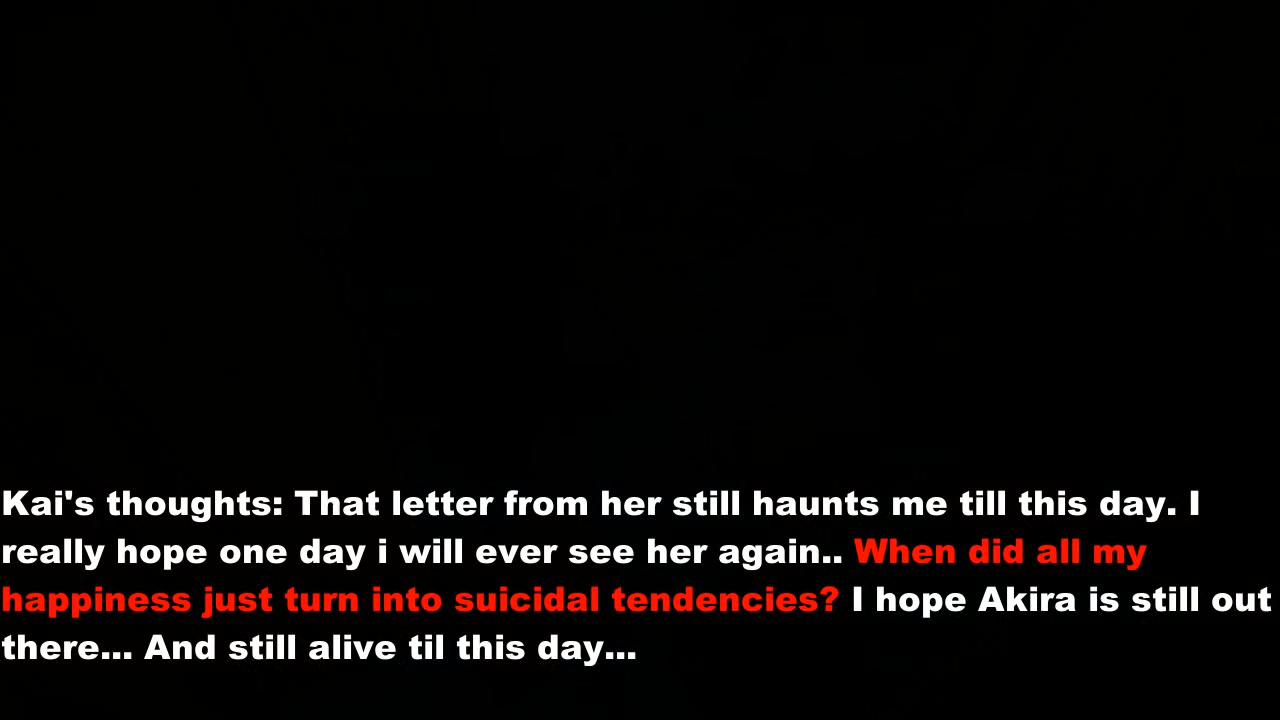 Kai's thoughts: That letter from her still haunts me till this day. I
really hope one day i will ever see her again.. When did all my
happiness just turn into suicidal tendencies? I hope Akira is still out
there... And still alive til this day...